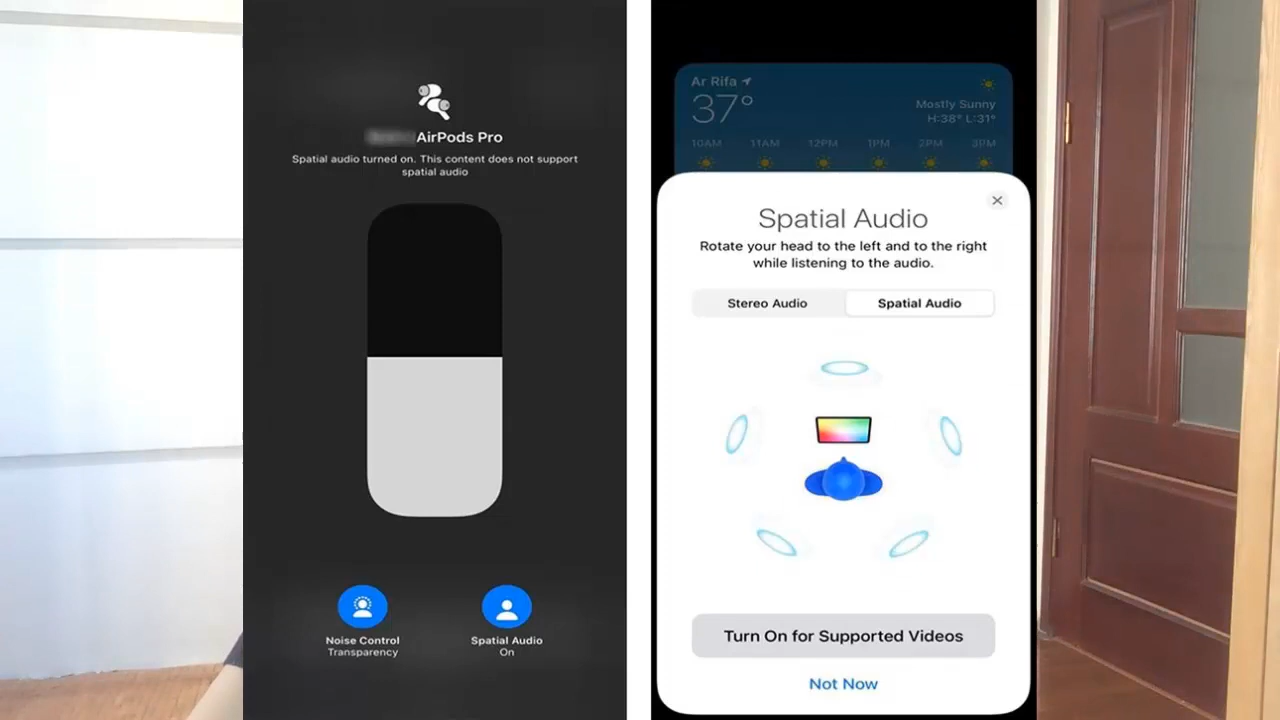 AirPods Pro
Spatial audio turned on. This content does not support
spatial audio
Noise Control
Transparency
Spatial Audio
On
Ar Rifa
37°
Mostly Sunny
H:38° L:31°
10AM 11AM 12PM 1PM 2PM 3PM
Spatial Audio
Rotate your head to the left and to the right
while listening to the audio.
Stereo Audio
Spatial Audio
Turn On for Supported Videos
Not Now